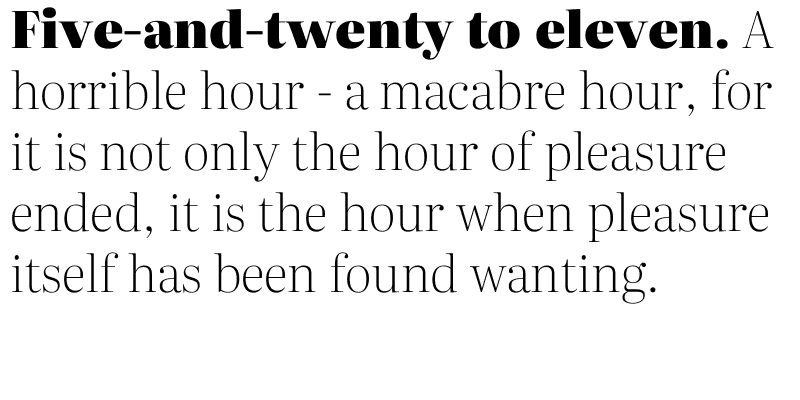 Five-and-twenty to eleven. A
horrible hour - a macabre hour, for
it is not only the hour of pleasure
ended, it is the hour when pleasure
itself has been found wanting.